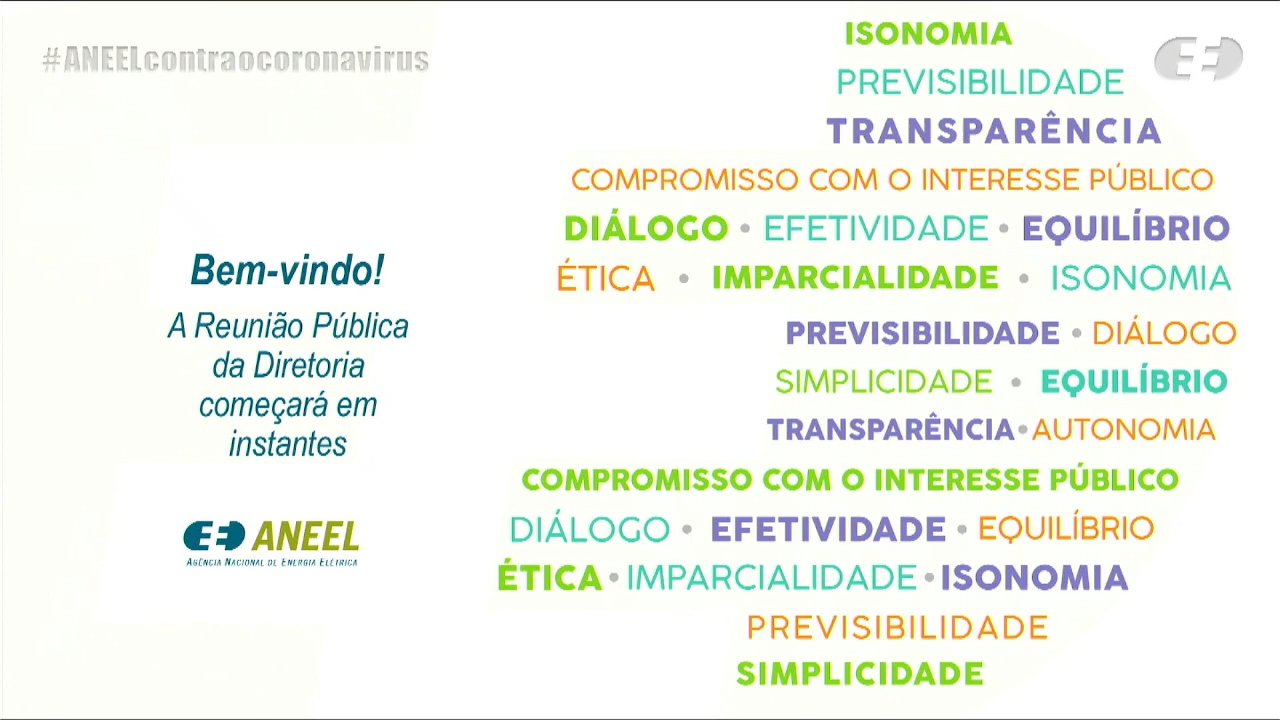 #ANEELcontraocoronavirus
Bem-vindo!
A Reunião Pública
da Diretoria
começará em
instantes
ANEEL
AGÊNCIA NACIONAL DE ENERGIA ELÉTRICA
ISONOMIA
PREVISIBILIDADE
TRANSPARÊNCIA
COMPROMISSO COM O INTERESSE PÚBLICO
DIÁLOGO • EFETIVIDADE • EQUILÍBRIO
ÉTICA • IMPARCIALIDADE • ISONOMIA
PREVISIBILIDADE • DIÁLOGO
SIMPLICIDADE • EQUILÍBRIO
TRANSPARÊNCIA • AUTONOMIA
COMPROMISSO COM O INTERESSE PÚBLICO
DIÁLOGO • EFETIVIDADE • EQUILÍBRIO
ÉTICA • IMPARCIALIDADE • ISONOMIA
PREVISIBILIDADE
SIMPLICIDADE